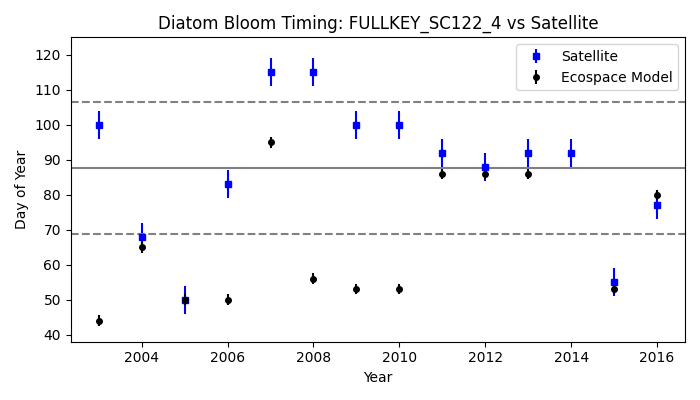 Diatom Bloom Timing: FULLKEY_SC122_4 vs Satellite
Satellite
Ecospace Model
120
110
100
90
80
70
60
50
40
Day of Year
2004 2006 2008 2010 2012 2014 2016
Year